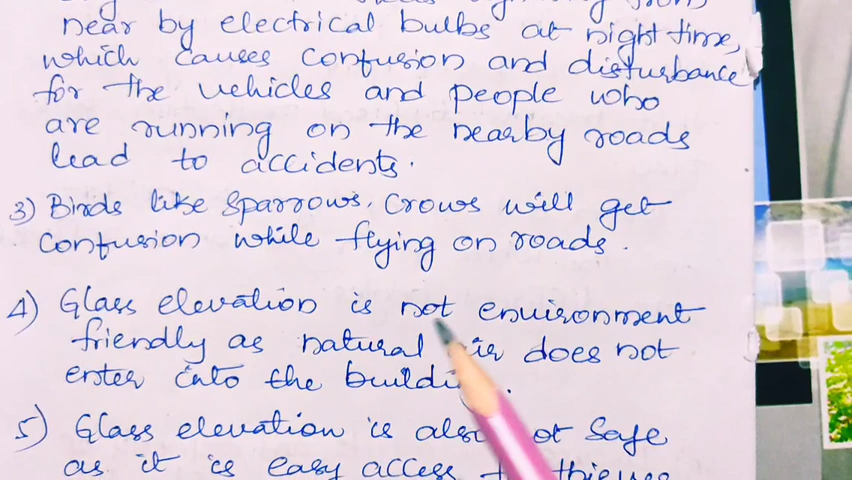 near by electrical bulbs at night time,
which causes confusion and disturbance
for the vehicles and people who
are running on the nearby roads
lead to accidents.
3) Birds like sparrows, crows will get
confusion while flying on roads.
4) Glass elevation is not environment
friendly as natural air does not
enter into the
5) Glass elevation is also not safe
as it is easy access thieves